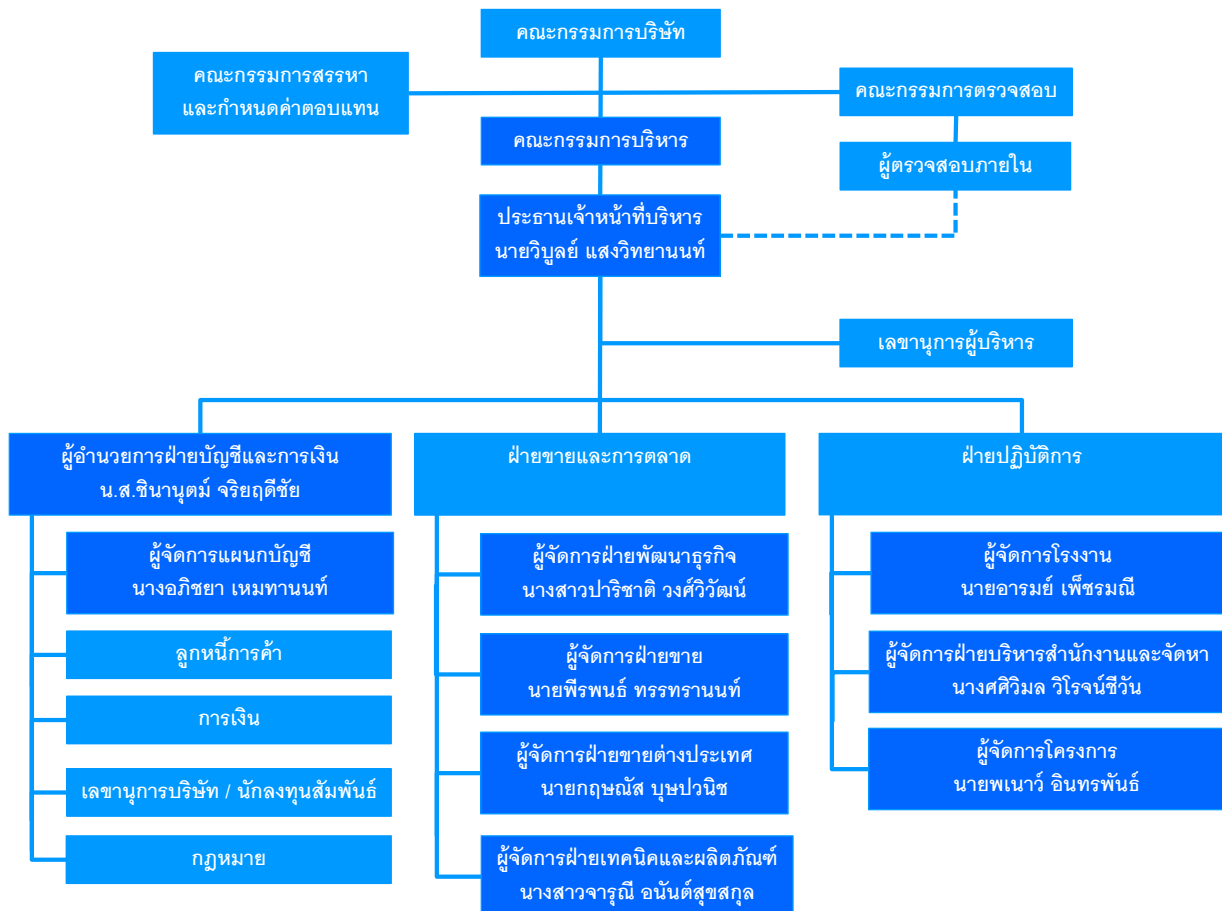 คณะกรรมการบริษัท
คณะกรรมการสรรหา
และกำหนดค่าตอบแทน
คณะกรรมการตรวจสอบ
คณะกรรมการบริหาร
ผู้ตรวจสอบภายใน
ประธานเจ้าหน้าที่บริหาร
นายวิบูลย์ แสงวิทยานนท์
เลขานุการผู้บริหาร
ผู้อำนวยการฝ่ายบัญชีและการเงิน
น.ส.ชินานุตม์ จริยฤดีชัย
ผู้จัดการแผนกบัญชี
นางอภิชยา เหมทานนท์
ลูกหนี้การค้า
การเงิน
เลขานุการบริษัท / นักลงทุนสัมพันธ์
กฎหมาย
ฝ่ายขายและการตลาด
ผู้จัดการฝ่ายพัฒนาธุรกิจ
นางสาวปาริชาติ วงศ์วิวัฒน์
ผู้จัดการฝ่ายขาย
นายพีรพนธ์ ทรรทรานนท์
ผู้จัดการฝ่ายขายต่างประเทศ
นายกฤษณัส บุษปวนิช
ผู้จัดการฝ่ายเทคนิคและผลิตภัณฑ์
นางสาวจารุณี อนันต์สุขสกุล
ฝ่ายปฏิบัติการ
ผู้จัดการโรงงาน
นายอารมย์ เพ็ชรมณี
ผู้จัดการฝ่ายบริหารสำนักงานและจัดหา
นางศศิวิมล วิโรจน์ชีวัน
ผู้จัดการโครงการ
นายพเนาว์ อินทรพันธ์